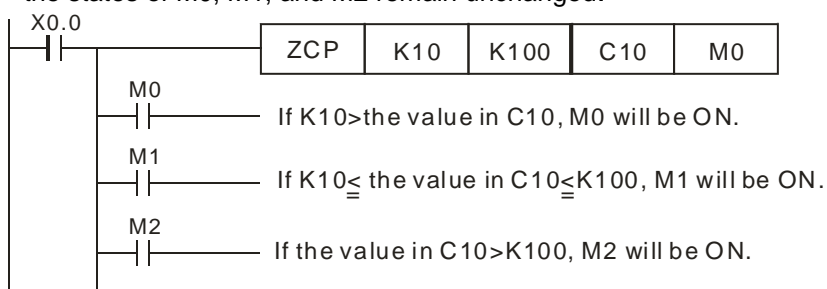 the states of M0, M1, and M2 remain unchanged.
X0.0
ZCP K10 K100 C10 M0
M0
If K10>the value in C10, M0 will be ON.
M1
If K10≦ the value in C10≦K100, M1 will be ON.
M2
If the value in C10>K100, M2 will be ON.